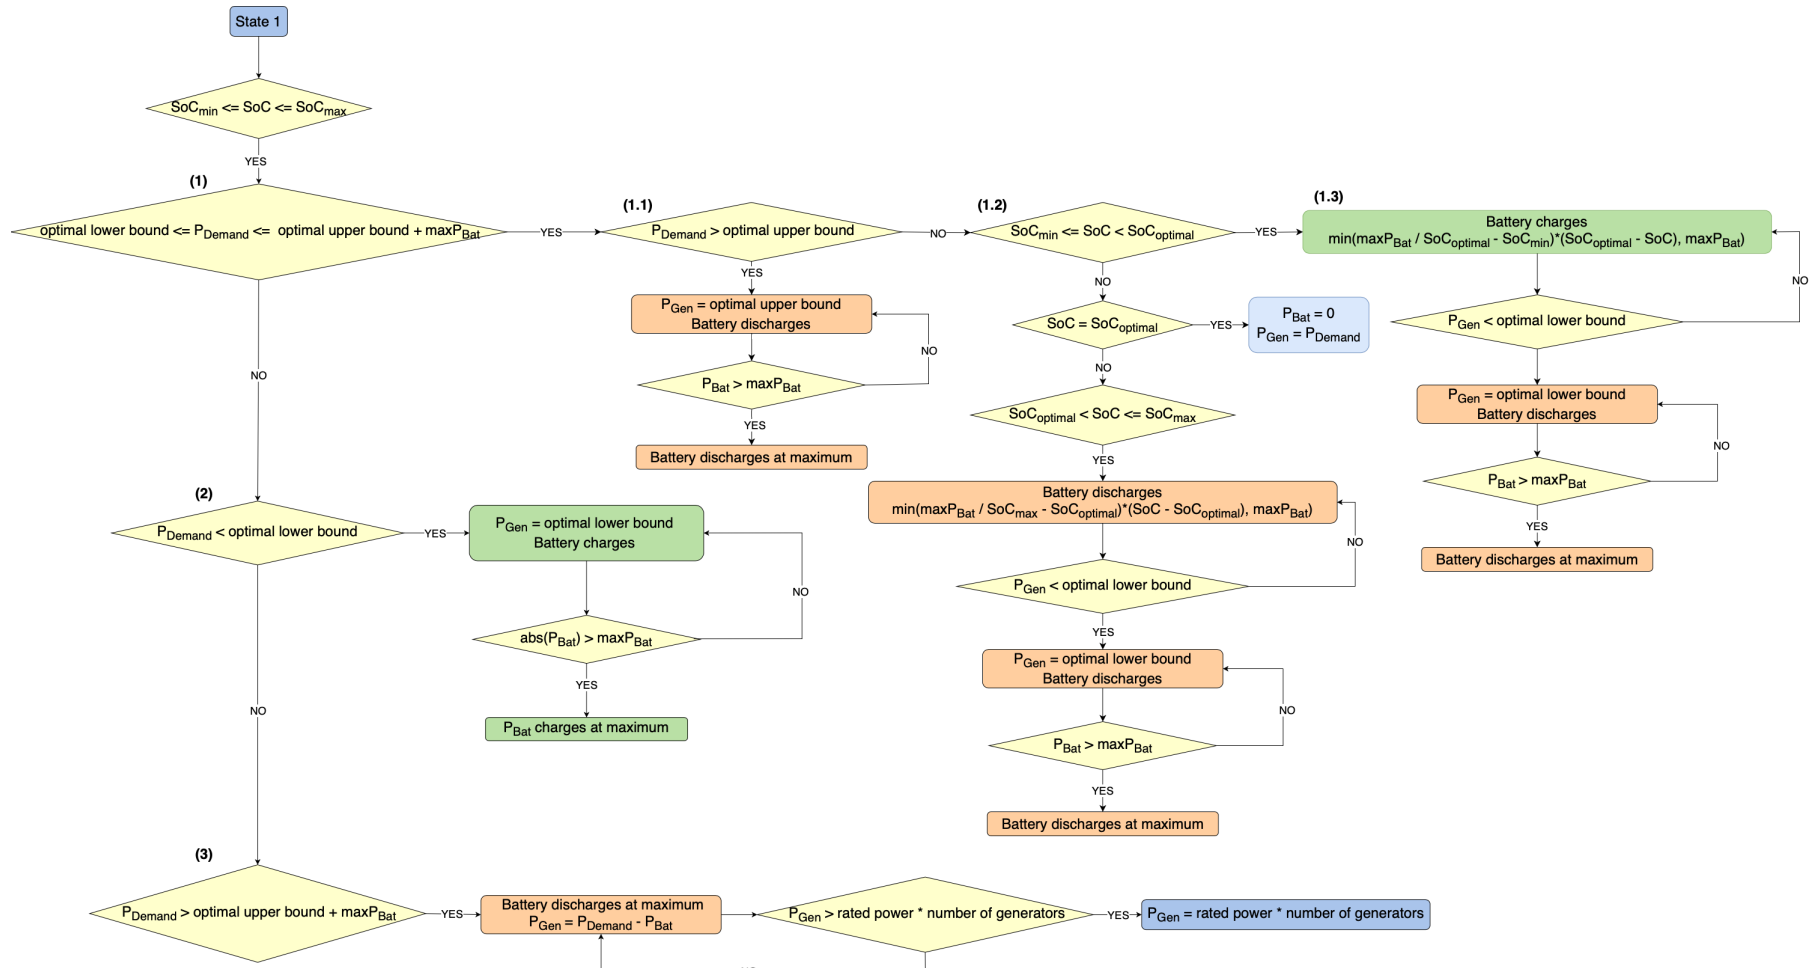 State 1
SoCmin <= SoC <= SoCmax
YES
(1)
optimal lower bound <= PDemand <= optimal upper bound + maxPBat
YES
(1.1)
PDemand > optimal upper bound
NO
(1.2)
SoCmin <= SoC < SoCoptimal
YES
(1.3)
Battery charges
min(maxPBat / SoCoptimal - SoCmin)*(SoCoptimal - SoC), maxPBat)
NO
PGen < optimal lower bound
PGen = optimal lower bound
Battery discharges
NO
PBat > maxPBat
YES
Battery discharges at maximum
YES
PGen = optimal upper bound
Battery discharges
NO
PBat > maxPBat
YES
Battery discharges at maximum
NO
SoC = SoCoptimal
YES
PBat = 0
PGen = PDemand
NO
SoCoptimal < SoC <= SoCmax
YES
Battery discharges
min(maxPBat / SoCmax - SoCoptimal)*(SoC - SoCoptimal), maxPBat)
NO
PGen < optimal lower bound
YES
PGen = optimal lower bound
Battery discharges
NO
PBat > maxPBat
YES
Battery discharges at maximum
NO
(2)
PDemand < optimal lower bound
YES
PGen = optimal lower bound
Battery charges
NO
abs(PBat) > maxPBat
YES
PBat charges at maximum
NO
(3)
PDemand > optimal upper bound + maxPBat
YES
Battery discharges at maximum
PGen = PDemand - PBat
PGen > rated power * number of generators
YES
PGen = rated power * number of generators